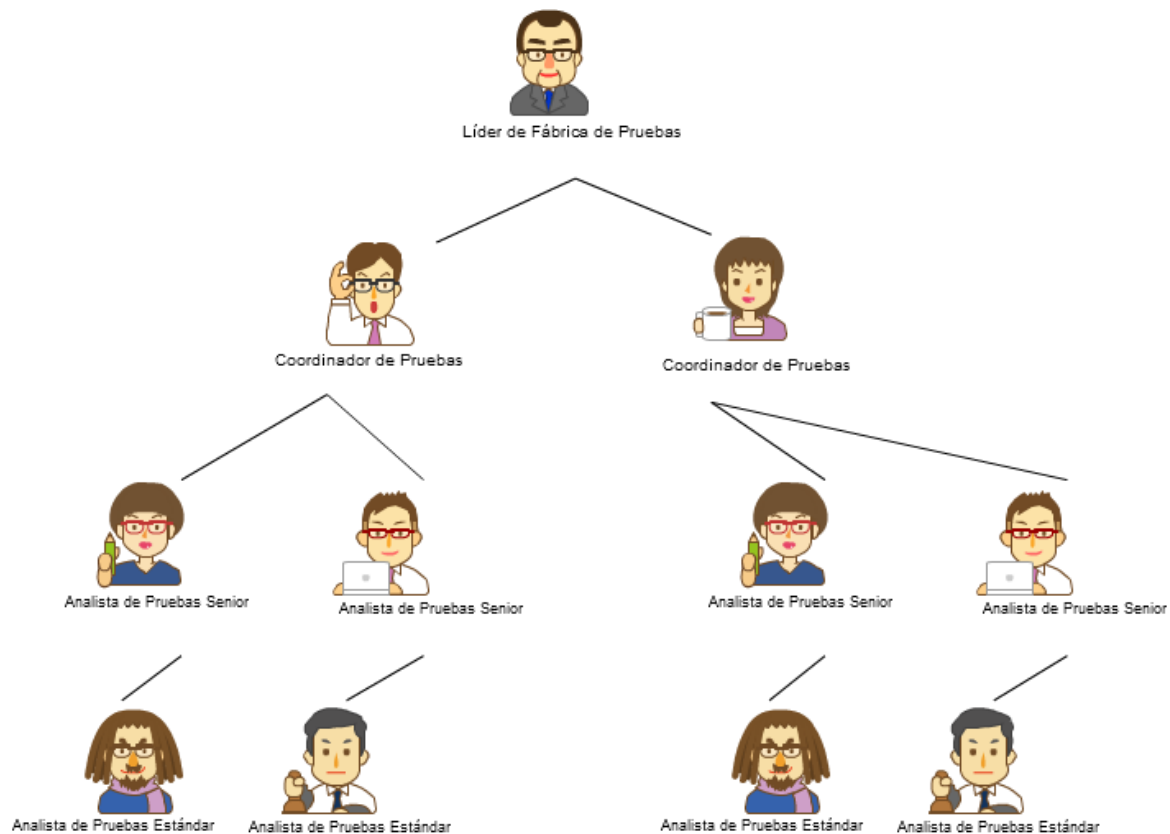 Líder de Fábrica de Pruebas
Coordinador de Pruebas
Coordinador de Pruebas
Analista de Pruebas Senior
Analista de Pruebas Senior
Analista de Pruebas Senior
Analista de Pruebas Senior
Analista de Pruebas Estándar
Analista de Pruebas Estándar
Analista de Pruebas Estándar
Analista de Pruebas Estándar